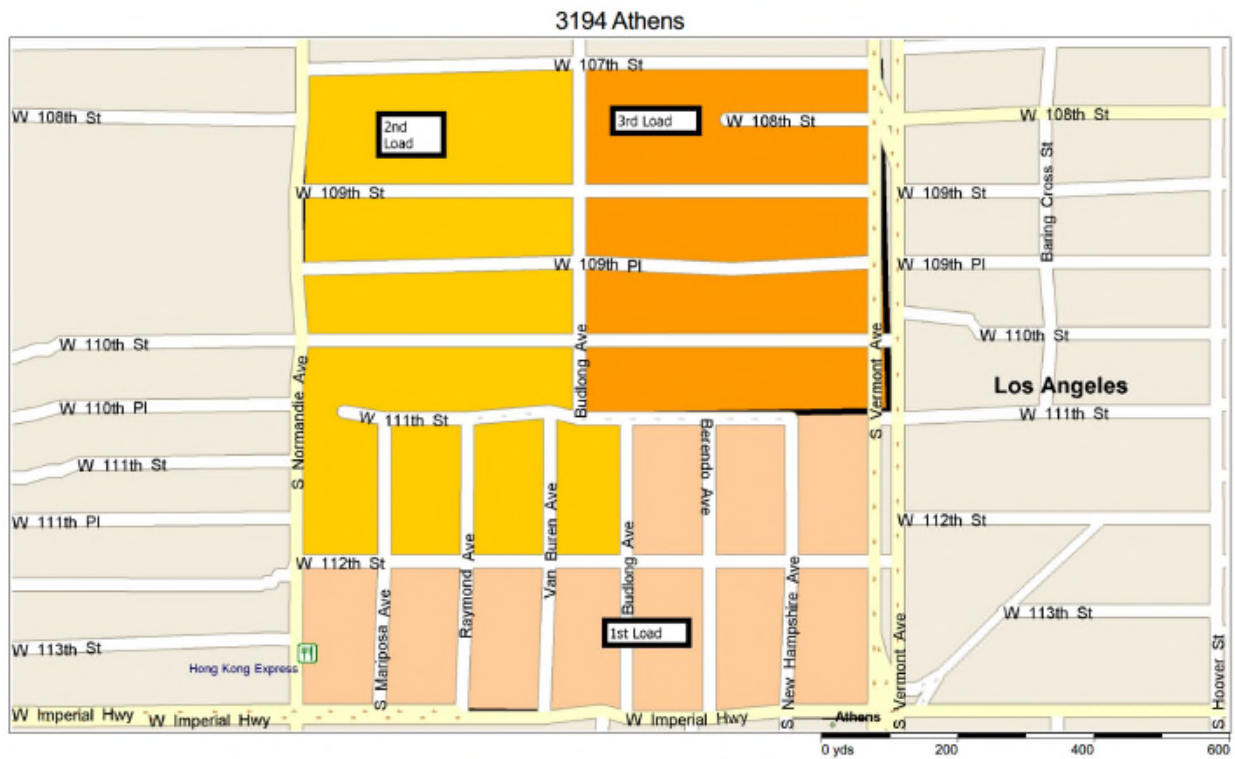 3194 Athens
W 107th St
W 108th St
2nd
Load
3rd Load
W 108th St
W 108th St
Baring Cross St
W 109th St
W 109th St
W 109th Pl
W 109th Pl
W 110th St
Budlong Ave
S Vermont Ave
W 110th St
Los Angeles
S Normandie Ave
W 110th Pl
W 111th St
Berendo Ave
W 111th St
W 111th St
W 111th Pl
W 112th St
W 112th St
Van Buren Ave
Budlong Ave
Raymond Ave
S Mariposa Ave
S New Hampshire Ave
1st Load
W 113th St
W 113th St
Hong Kong Express
S Vermont Ave
S Hoover St
W Imperial Hwy
W Imperial Hwy
W Imperial Hwy
Athens
0 yds 200 400 600